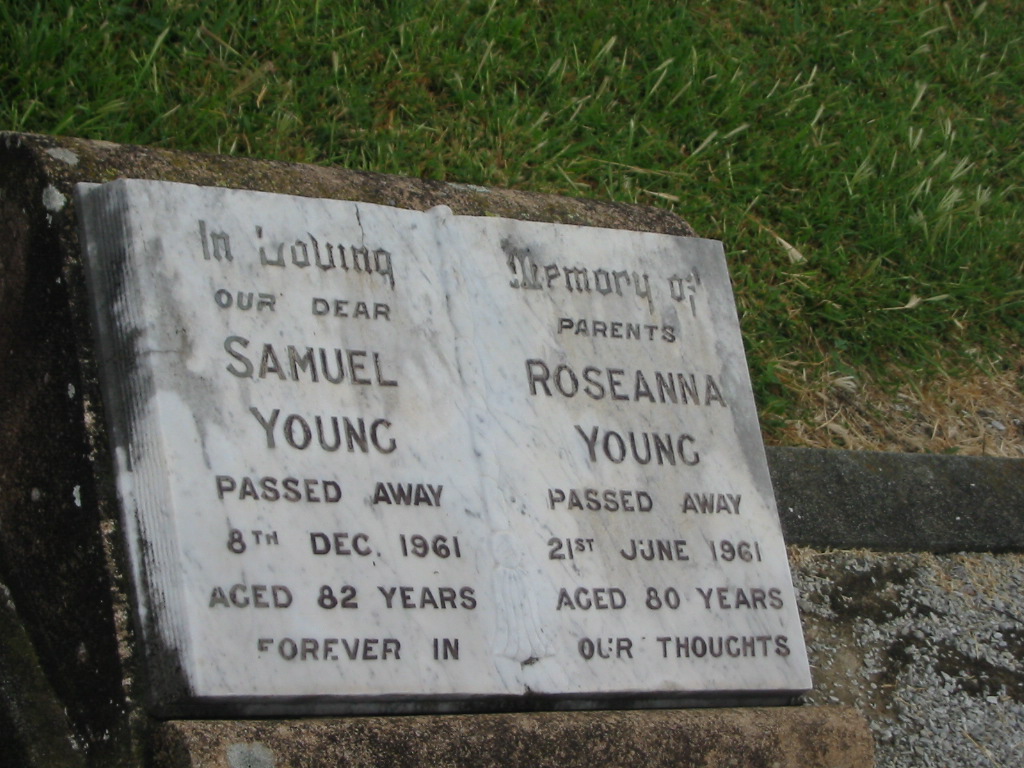 In Loving
OUR DEAR
SAMUEL
YOUNG
PASSED AWAY
8TH DEC. 1961
AGED 82 YEARS
FOREVER IN
Memory of
PARENTS
ROSEANNA
YOUNG
PASSED AWAY
21ST JUNE 1961
AGED 80 YEARS
OUR THOUGHTS